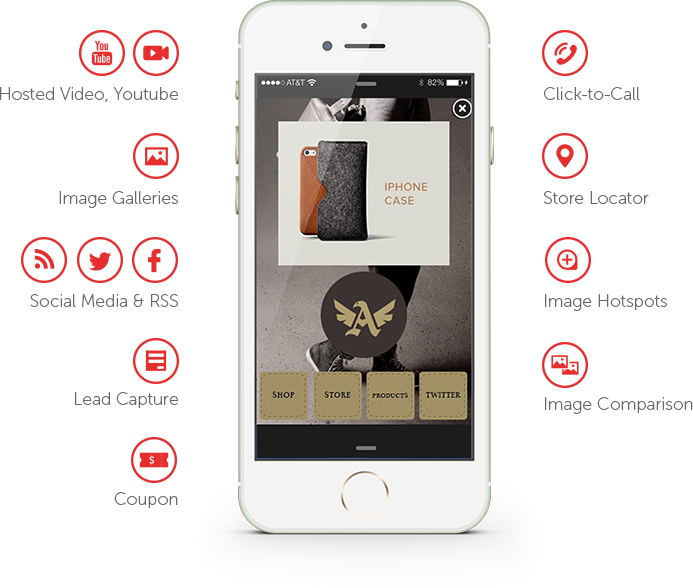 You
Tube
Hosted Video, Youtube
Image Galleries
Social Media & RSS
Lead Capture
$
Coupon
AT&T
82%
IPHONE
CASE
A
SHOP
STORE
PRODUCTS
TWITTER
Click-to-Call
Store Locator
Image Hotspots
Image Comparison